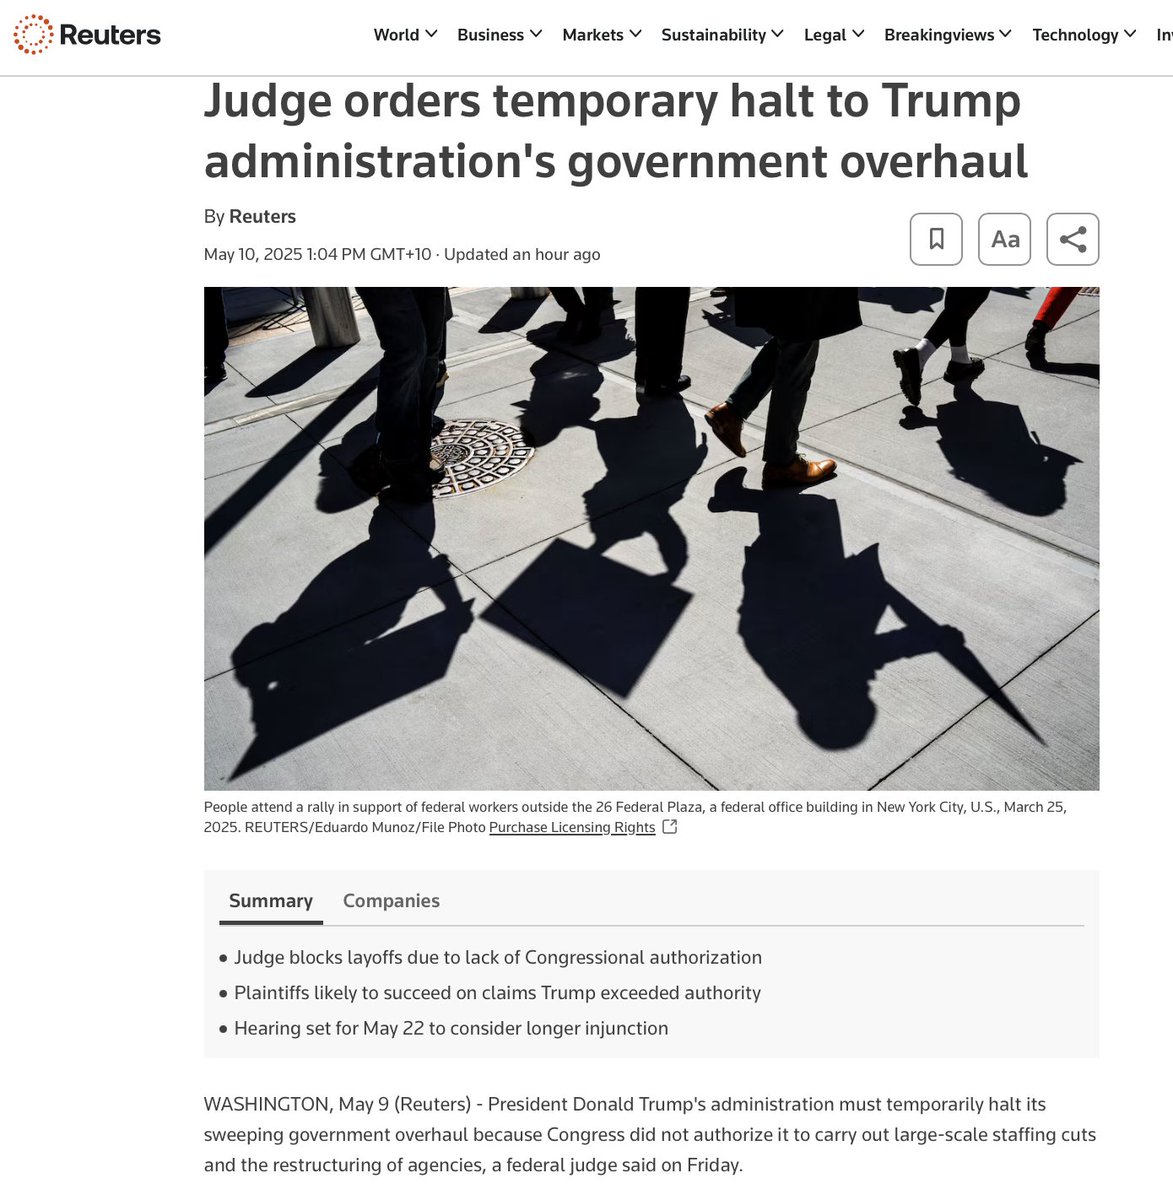 Reuters
World Business Markets Sustainability Legal Breakingviews Technology
Judge orders temporary halt to Trump
administration's government overhaul
By Reuters
May 10, 2025 1:04 PM GMT+10 · Updated an hour ago
Aa
People attend a rally in support of federal workers outside the 26 Federal Plaza, a federal office building in New York City, U.S., March 25,
2025. REUTERS/Eduardo Munoz/File Photo Purchase Licensing Rights
Summary Companies
• Judge blocks layoffs due to lack of Congressional authorization
• Plaintiffs likely to succeed on claims Trump exceeded authority
• Hearing set for May 22 to consider longer injunction
WASHINGTON, May 9 (Reuters) - President Donald Trump's administration must temporarily halt its
sweeping government overhaul because Congress did not authorize it to carry out large-scale staffing cuts
and the restructuring of agencies, a federal judge said on Friday.